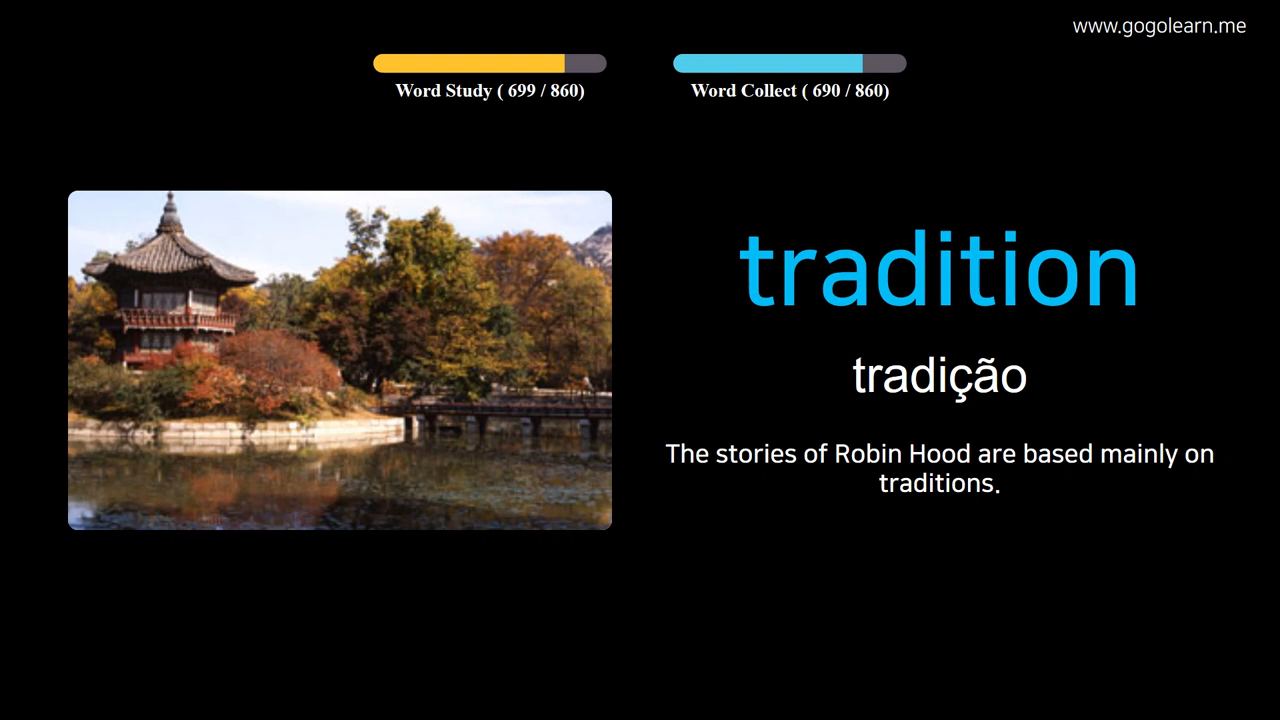 www.gogolearn.me
Word Study ( 699 / 860)
Word Collect ( 690 / 860)
tradition
tradição
The stories of Robin Hood are based mainly on
traditions.